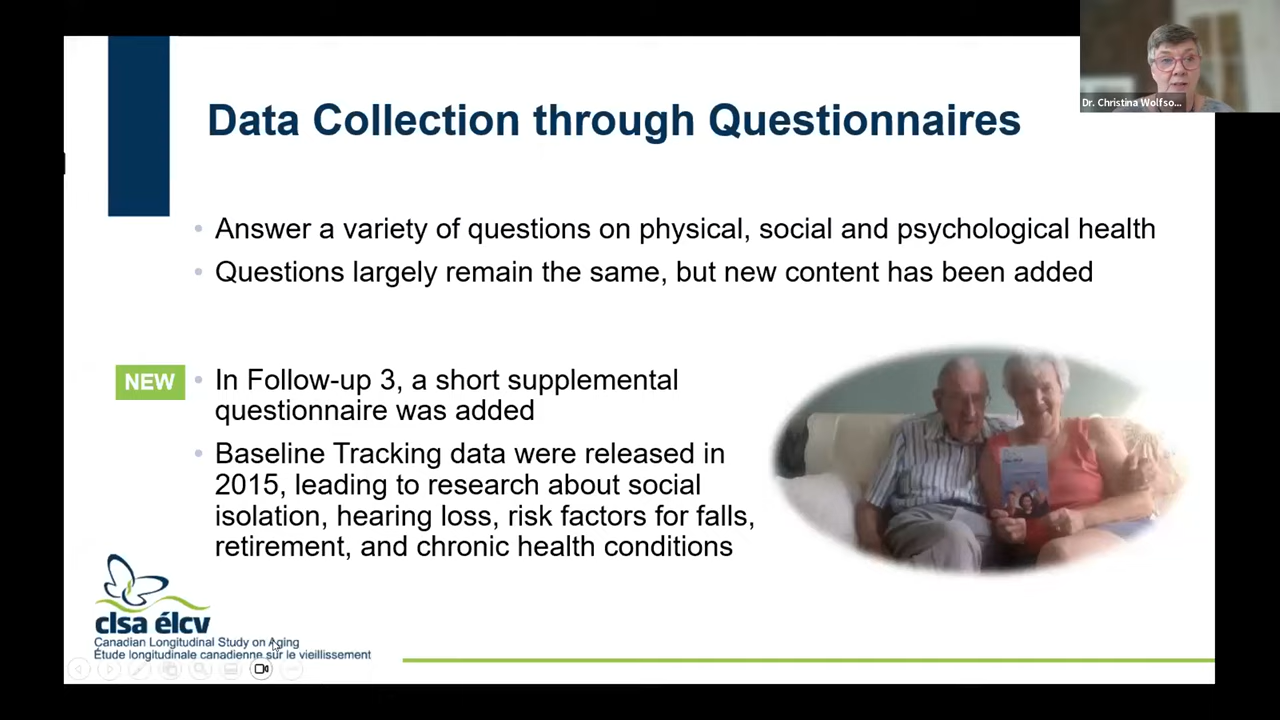 Dr. Christina Wolfso...
Data Collection through Questionnaires
• Answer a variety of questions on physical, social and psychological health
• Questions largely remain the same, but new content has been added
NEW • In Follow-up 3, a short supplemental
questionnaire was added
• Baseline Tracking data were released in
2015, leading to research about social
isolation, hearing loss, risk factors for falls,
retirement, and chronic health conditions
clsa élcv
Canadian Longitudinal Study on Aging
Étude longitudinale canadienne sur le vieillissement